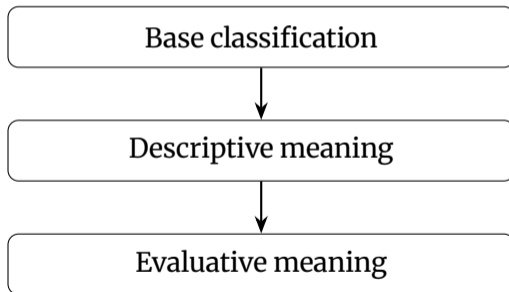 Base classification
Descriptive meaning
Evaluative meaning